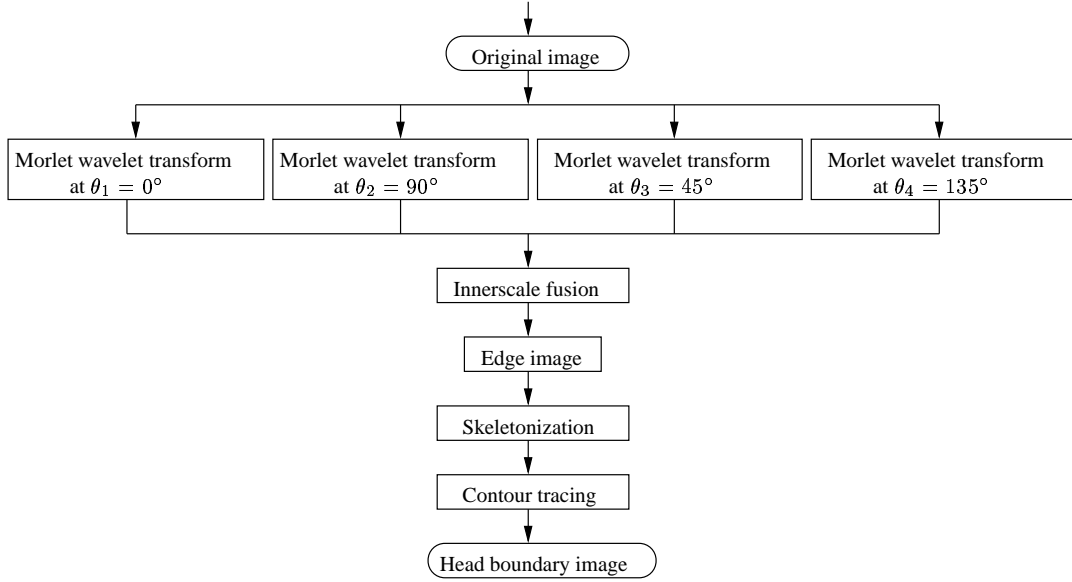 Original image
Morlet wavelet transform
at θ₁ = 0°
Morlet wavelet transform
at θ₂ = 90°
Morlet wavelet transform
at θ₃ = 45°
Morlet wavelet transform
at θ₄ = 135°
Innerscale fusion
Edge image
Skeletonization
Contour tracing
Head boundary image